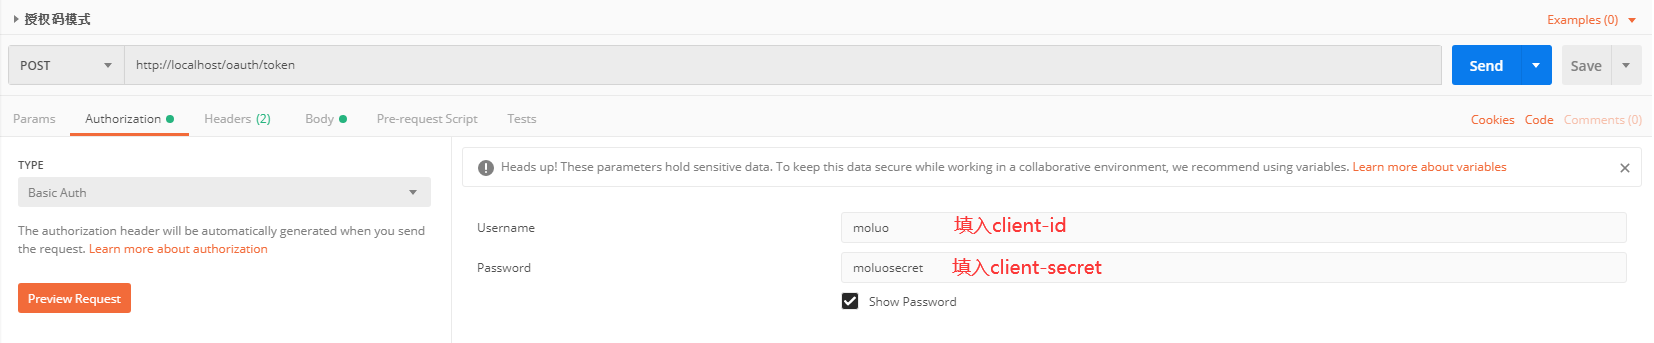 授权码模式
Examples (0)
POST
http://localhost/oauth/token
Send
Save
Params
Authorization
Headers (2)
Body
Pre-request Script
Tests
Cookies
Code
Comments (0)
TYPE
Basic Auth
The authorization header will be automatically generated when you send
the request. Learn more about authorization
Preview Request
Heads up! These parameters hold sensitive data. To keep this data secure while working in a collaborative environment, we recommend using variables. Learn more about variables
Username
moluo
填入client-id
Password
moluosecret
填入client-secret
Show Password